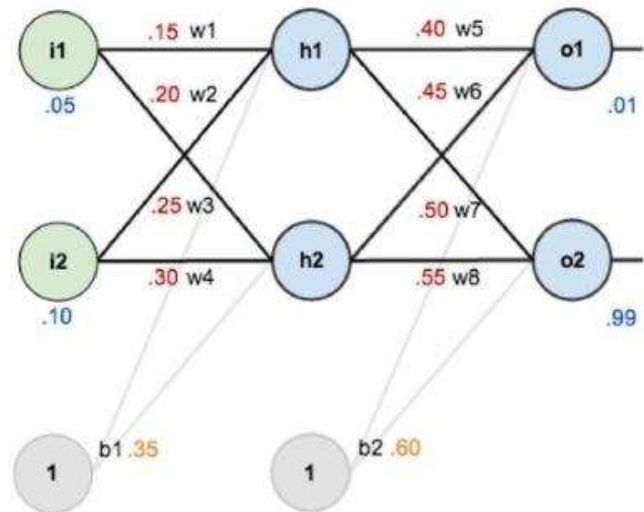 i1 .15 w1 h1 .40 w5 o1
.05 .20 w2 .45 w6 .01
.25 w3 .50 w7
i2 .30 w4 h2 .55 w8 o2
.10 .99
b1 .35 b2 .60
1 1